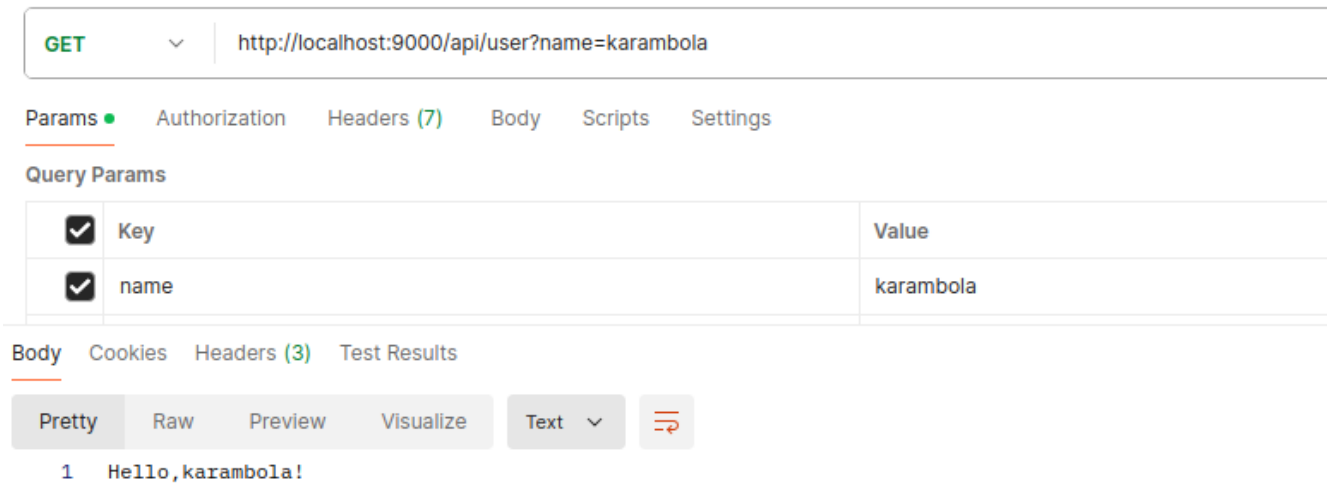 GET http://localhost:9000/api/user?name=karambola
Params Authorization Headers (7) Body Scripts Settings
Query Params
Key Value
name karambola
Body Cookies Headers (3) Test Results
Pretty Raw Preview Visualize Text
1 Hello,karambola!